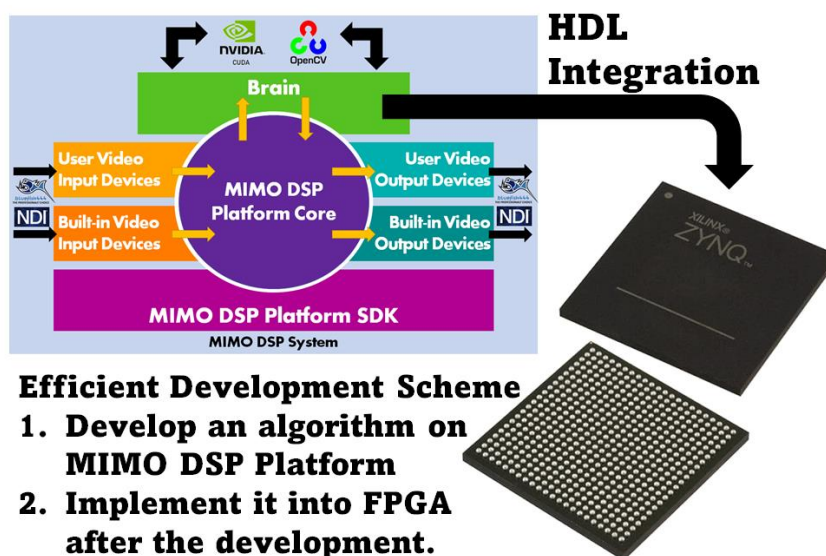 HDL
Integration
NVIDIA
CUDA
OpenCV
Brain
User Video
Input Devices
User Video
Output Devices
MIMO DSP
Platform Core
NDI
NDI
Built-in Video
Input Devices
Built-in Video
Output Devices
MIMO DSP Platform SDK
MIMO DSP System
XILINX®
ZYNQ™
Efficient Development Scheme
1. Develop an algorithm on
MIMO DSP Platform
2. Implement it into FPGA
after the development.